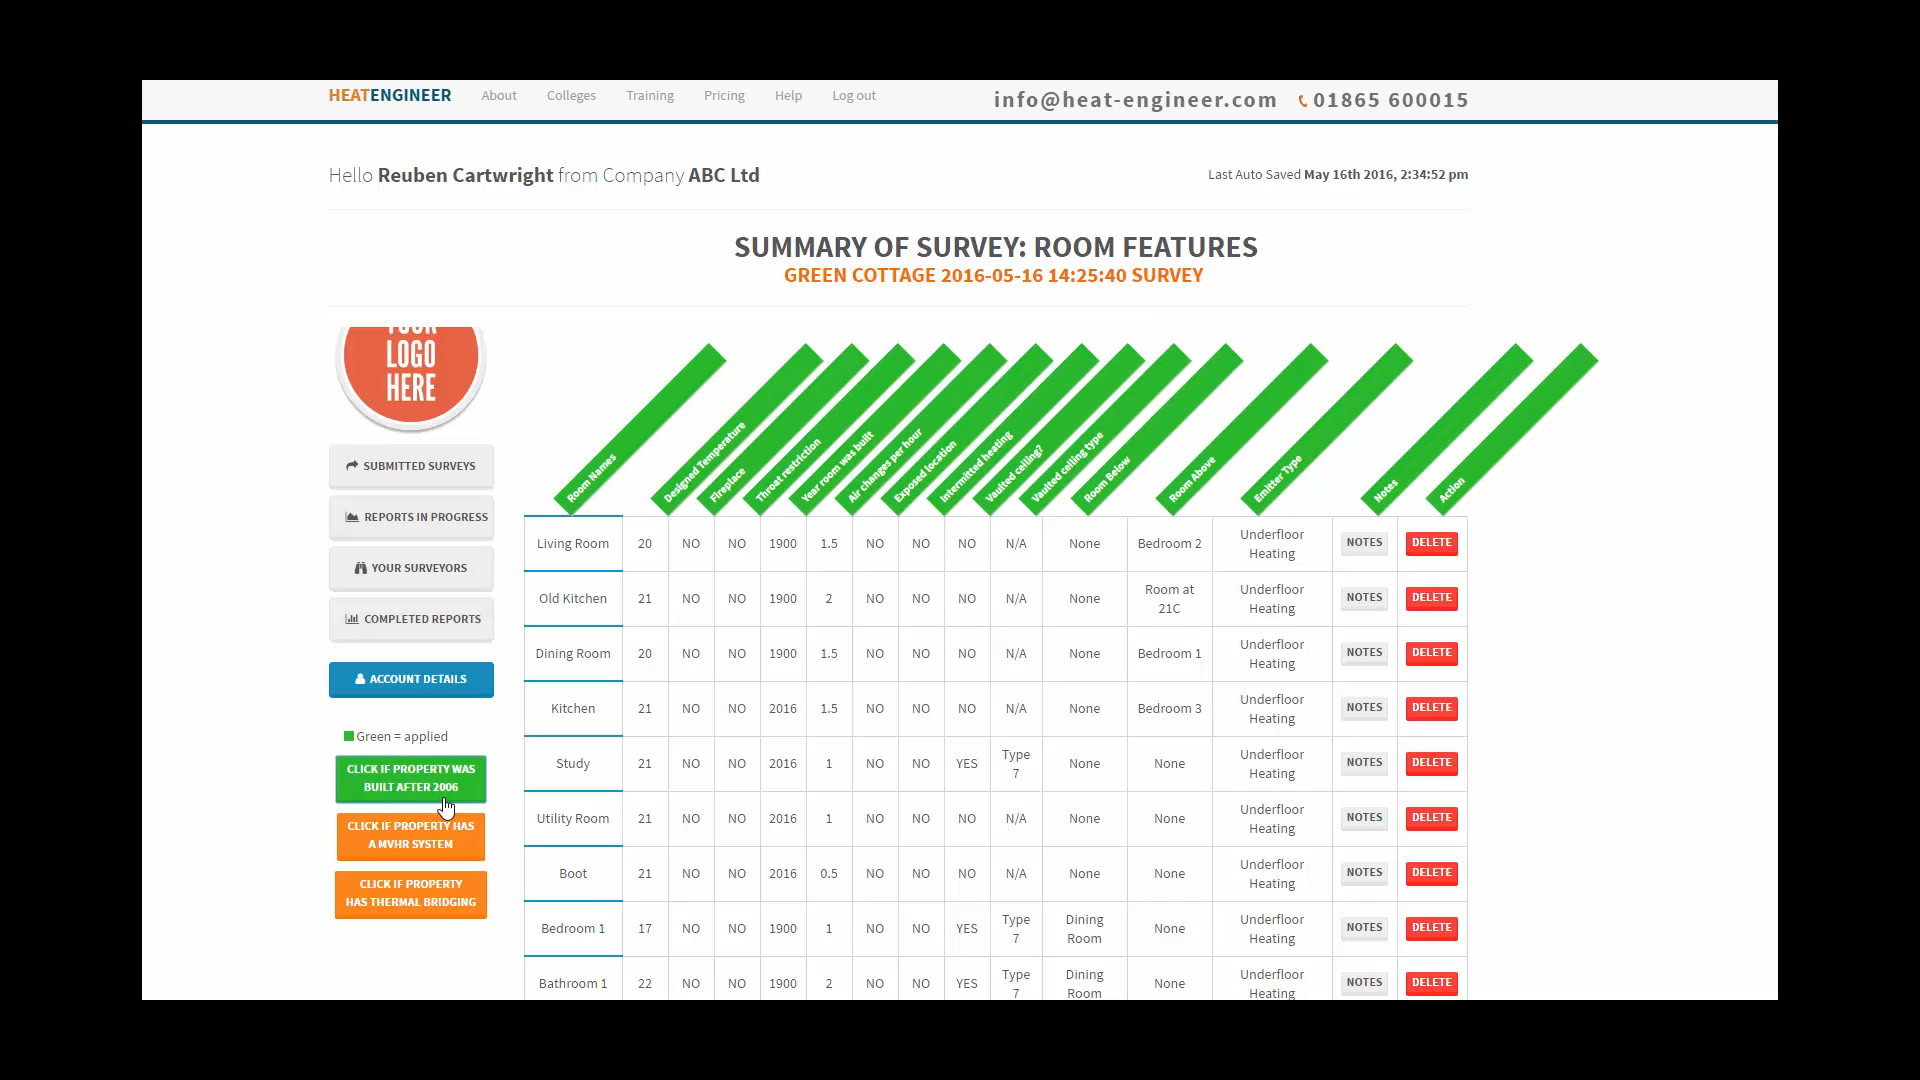 HEATENGINEER About Colleges Training Pricing Help Log out info@heat-engineer.com 01865 600015
Hello Reuben Cartwright from Company ABC Ltd Last Auto Saved May 16th 2016, 2:34:52 pm
SUMMARY OF SURVEY: ROOM FEATURES
GREEN COTTAGE 2016-05-16 14:25:40 SURVEY
YOUR
LOGO
HERE
SUBMITTED SURVEYS
REPORTS IN PROGRESS
YOUR SURVEYORS
COMPLETED REPORTS
ACCOUNT DETAILS
Green = applied
CLICK IF PROPERTY WAS
BUILT AFTER 2006
CLICK IF PROPERTY HAS
A MVHR SYSTEM
CLICK IF PROPERTY
HAS THERMAL BRIDGING
Room Names
Designed Temperature
Fireplace
Throat restriction
Year room was built
Air changes per hour
Exposed location
Intermitted heating
Vaulted ceiling?
Vaulted ceiling type
Room Below
Room Above
Emitter Type
Notes
Action
Living Room 20 NO NO 1900 1.5 NO NO NO N/A None Bedroom 2 Underfloor Heating NOTES DELETE
Old Kitchen 21 NO NO 1900 2 NO NO NO N/A None Room at 21C Underfloor Heating NOTES DELETE
Dining Room 20 NO NO 1900 1.5 NO NO NO N/A None Bedroom 1 Underfloor Heating NOTES DELETE
Kitchen 21 NO NO 2016 1.5 NO NO NO N/A None Bedroom 3 Underfloor Heating NOTES DELETE
Study 21 NO NO 2016 1 NO NO YES Type 7 None None Underfloor Heating NOTES DELETE
Utility Room 21 NO NO 2016 1 NO NO NO N/A None None Underfloor Heating NOTES DELETE
Boot 21 NO NO 2016 0.5 NO NO NO N/A None None Underfloor Heating NOTES DELETE
Bedroom 1 17 NO NO 1900 1 NO NO YES Type 7 Dining Room None Underfloor Heating NOTES DELETE
Bathroom 1 22 NO NO 1900 2 NO NO YES Type 7 Dining Room None Underfloor Heating NOTES DELETE